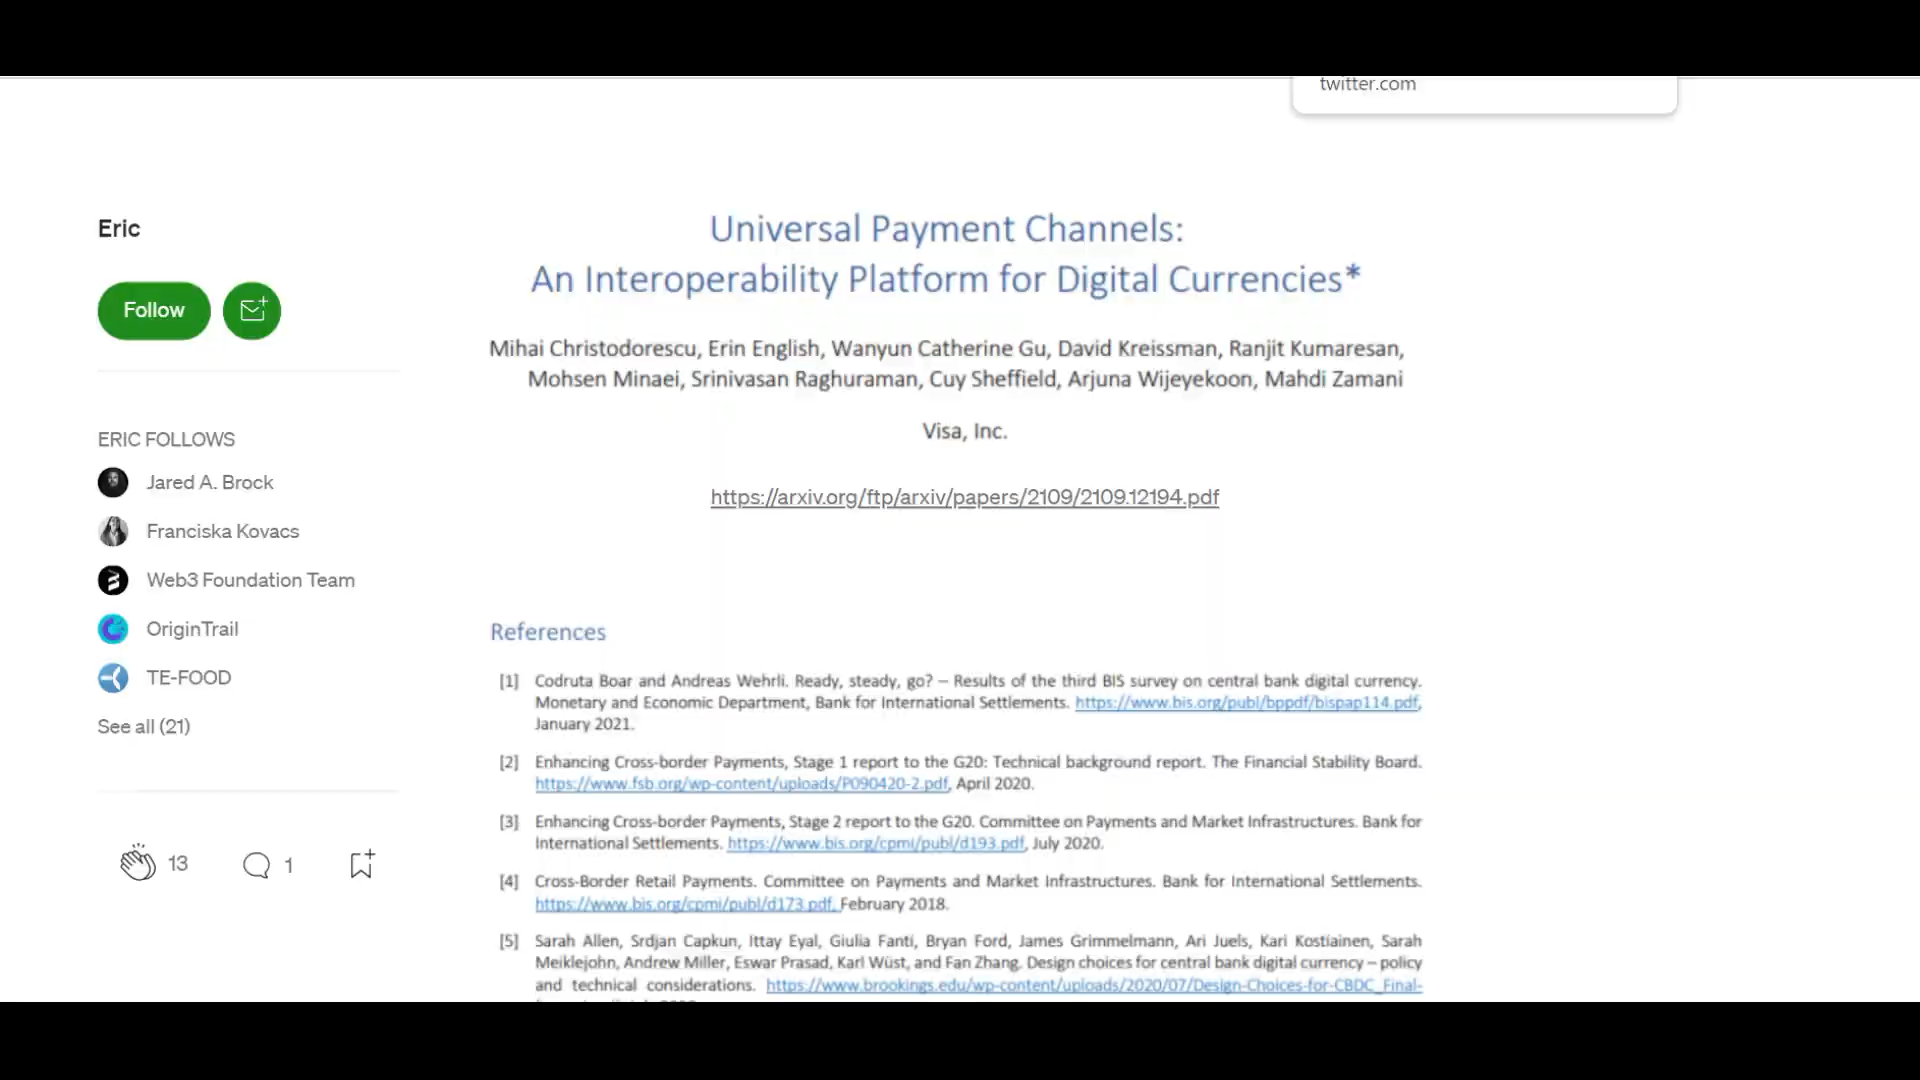 twitter.com
Eric
Follow
ERIC FOLLOWS
Jared A. Brock
Franciska Kovacs
Web3 Foundation Team
OriginTrail
TE-FOOD
See all (21)
13
1
Universal Payment Channels:
An Interoperability Platform for Digital Currencies*
Mihai Christodorescu, Erin English, Wanyun Catherine Gu, David Kreissman, Ranjit Kumaresan,
Mohsen Minaei, Srinivasan Raghuraman, Cuy Sheffield, Arjuna Wijeyekoon, Mahdi Zamani
Visa, Inc.
https://arxiv.org/ftp/arxiv/papers/2109/2109.12194.pdf
References
[1] Codruta Boar and Andreas Wehrli. Ready, steady, go? – Results of the third BIS survey on central bank digital currency.
Monetary and Economic Department, Bank for International Settlements. https://www.bis.org/publ/bppdf/bispap114.pdf,
January 2021.
[2] Enhancing Cross-border Payments, Stage 1 report to the G20: Technical background report. The Financial Stability Board.
https://www.fsb.org/wp-content/uploads/P090420-2.pdf, April 2020.
[3] Enhancing Cross-border Payments, Stage 2 report to the G20. Committee on Payments and Market Infrastructures. Bank for
International Settlements. https://www.bis.org/cpmi/publ/d193.pdf, July 2020.
[4] Cross-Border Retail Payments. Committee on Payments and Market Infrastructures. Bank for International Settlements.
https://www.bis.org/cpmi/publ/d173.pdf, February 2018.
[5] Sarah Allen, Srdjan Capkun, Ittay Eyal, Giulia Fanti, Bryan Ford, James Grimmelmann, Ari Juels, Kari Kostiainen, Sarah
Meiklejohn, Andrew Miller, Eswar Prasad, Karl Wüst, and Fan Zhang. Design choices for central bank digital currency – policy
and technical considerations. https://www.brookings.edu/wp-content/uploads/2020/07/Design-Choices-for-CBDC_Final-